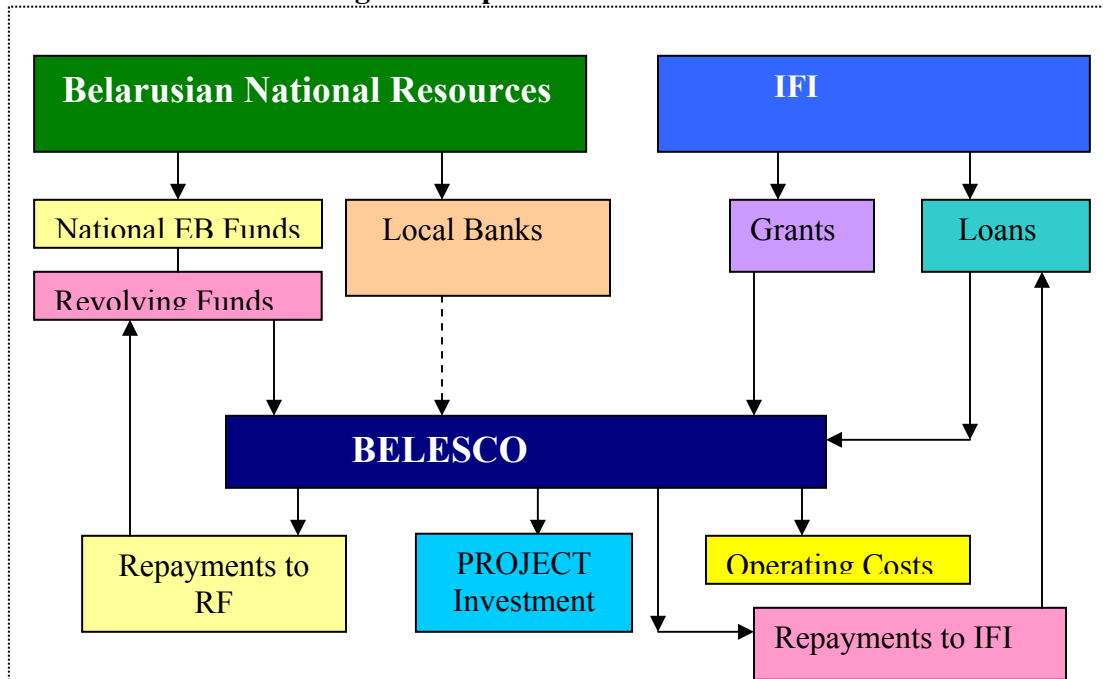 Belarusian National Resources
IFI
National EB Funds
Local Banks
Grants
Loans
Revolving Funds
BELESCO
Repayments to
RF
PROJECT
Investment
Operating Costs
Repayments to IFI